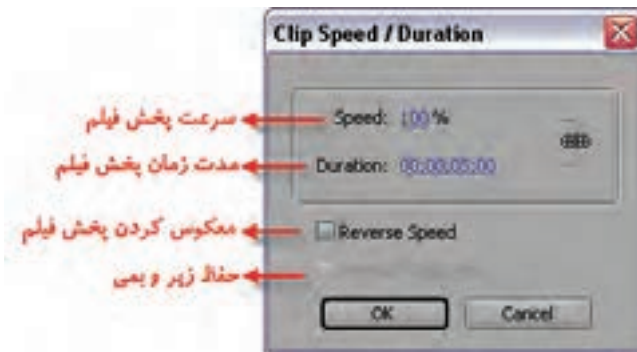 Clip Speed / Duration
سرعت پخش فیلم
Speed: 100 %
مدت زمان پخش فیلم
Duration: 00;00;05;00
معکوس کردن پخش فیلم
Reverse Speed
حفظ زیر و بمی
OK
Cancel